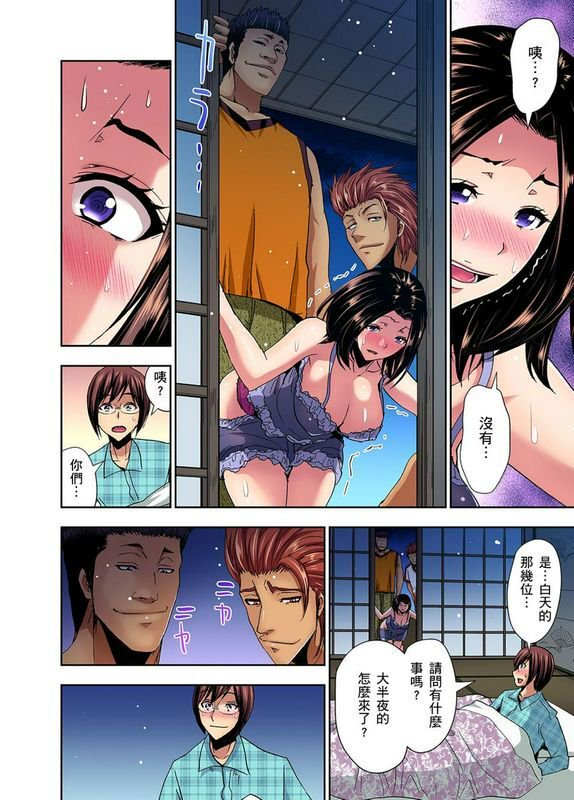 咦…?
沒有…
ガラ…
咦?
你們…
是…白天的
那幾位…
請問有什麼
事嗎?
大半夜的
怎麼來了?
ニヤ
ニヤ